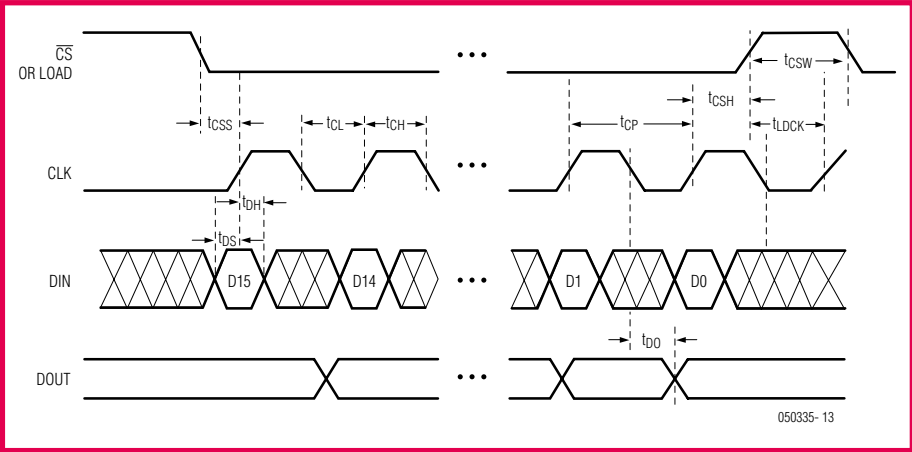 C̅S̅
OR LOAD
tCSW
tCSH
tCSS
tCL
tCH
tCP
tLDCK
CLK
tDH
tDS
DIN
D15
D14
D1
D0
tDO
DOUT
050335- 13